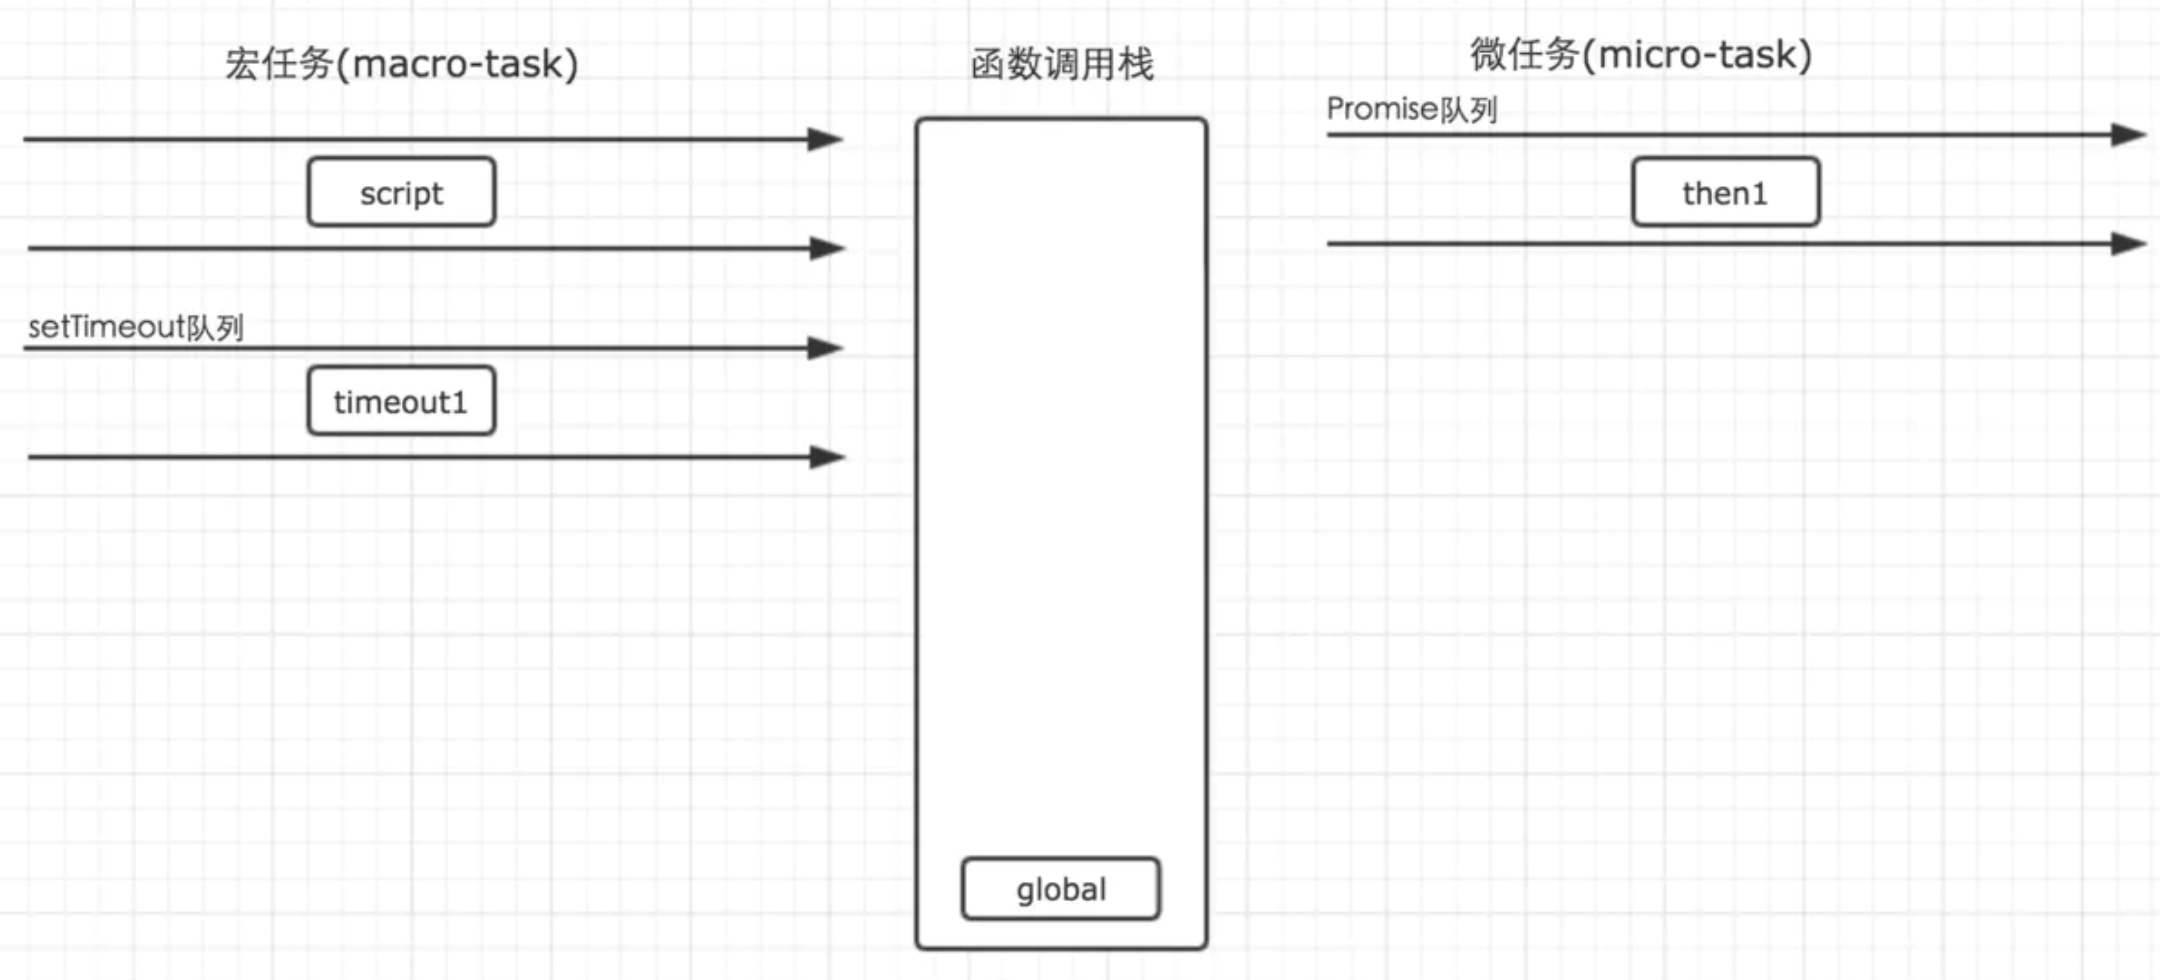 宏任务(macro-task)
script
setTimeout队列
timeout1
函数调用栈
global
微任务(micro-task)
Promise队列
then1